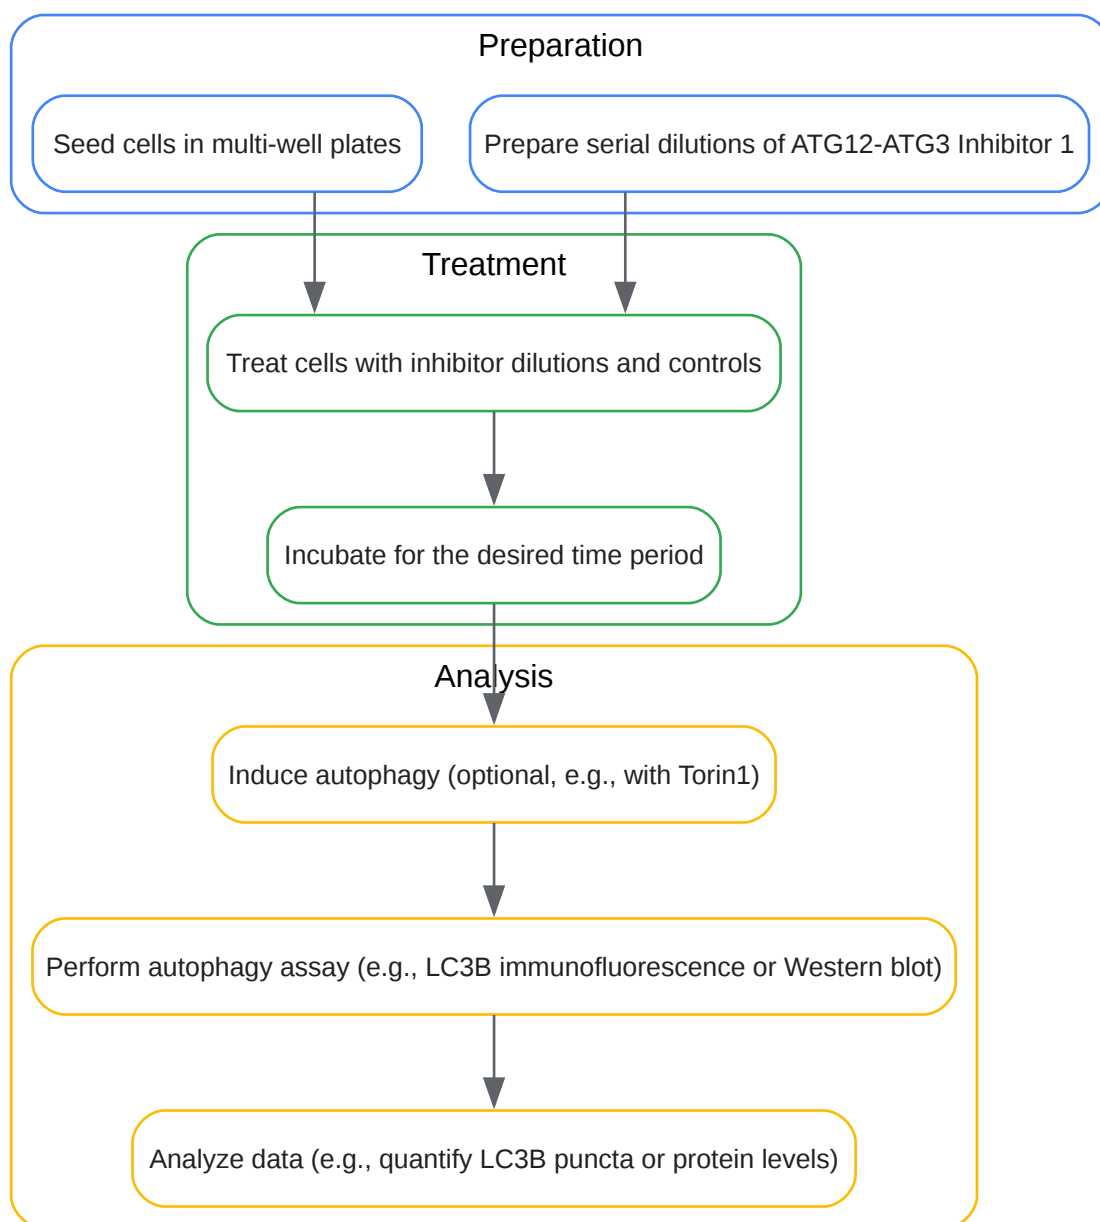 Preparation
Seed cells in multi-well plates
Prepare serial dilutions of ATG12-ATG3 Inhibitor 1
Treatment
Treat cells with inhibitor dilutions and controls
Incubate for the desired time period
Analysis
Induce autophagy (optional, e.g., with Torin1)
Perform autophagy assay (e.g., LC3B immunofluorescence or Western blot)
Analyze data (e.g., quantify LC3B puncta or protein levels)